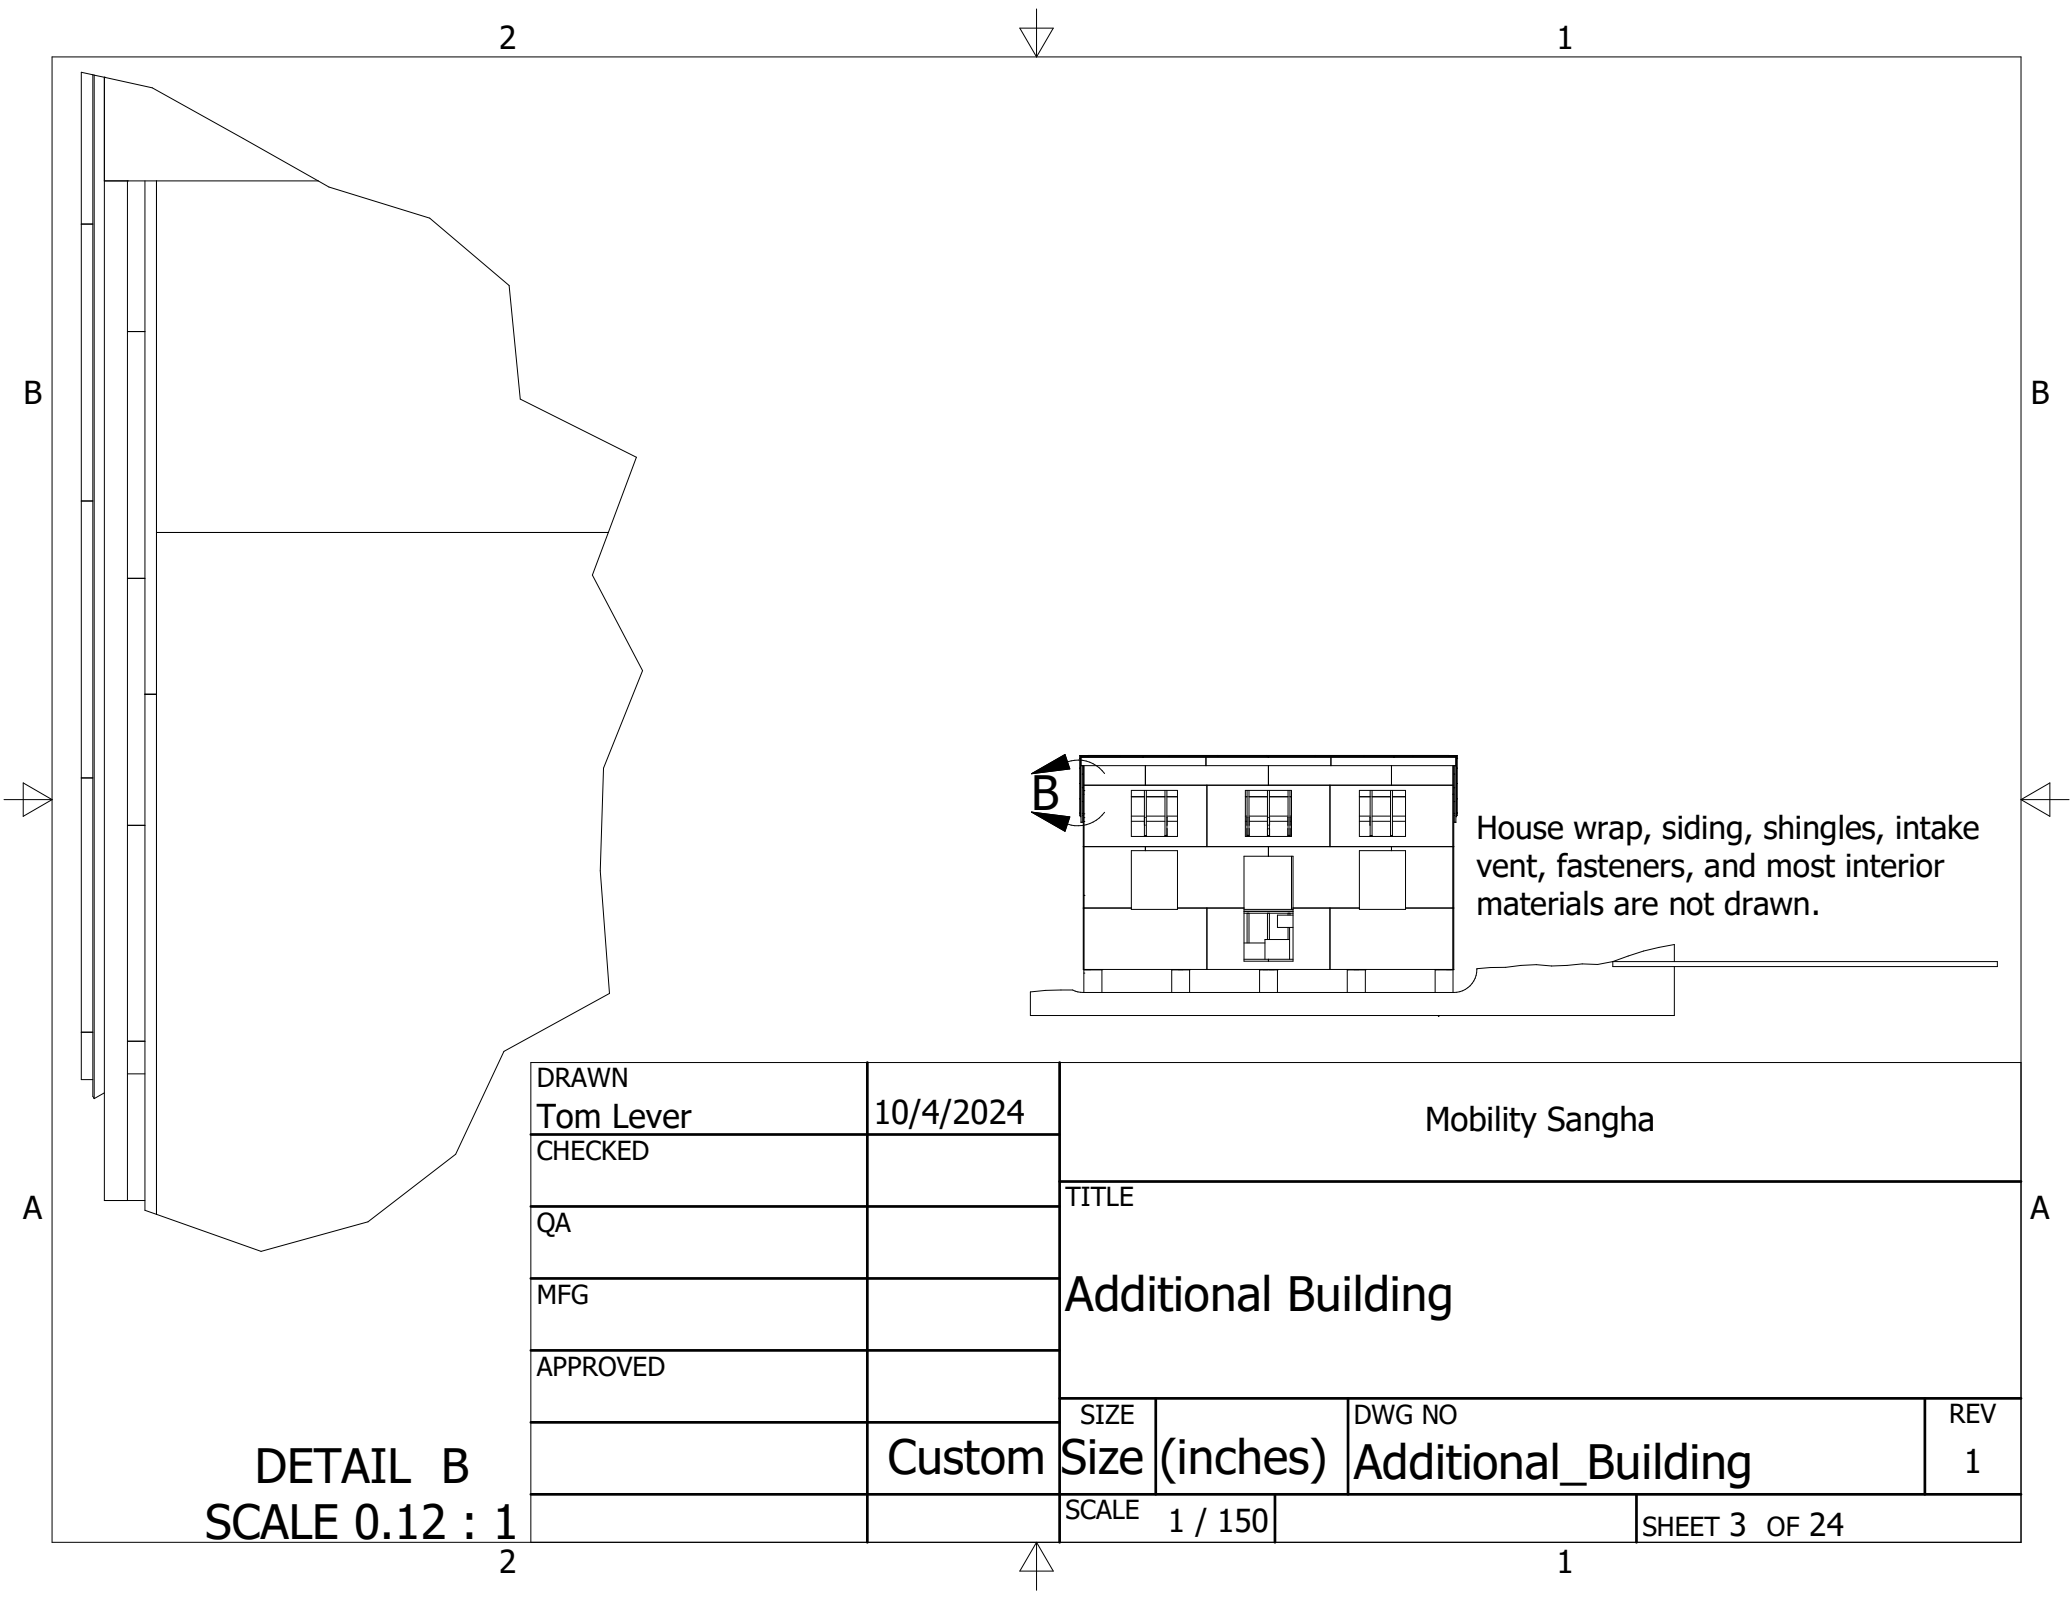 2
1
B
B
B
House wrap, siding, shingles, intake
vent, fasteners, and most interior
materials are not drawn.
DRAWN
Tom Lever
10/4/2024
Mobility Sangha
CHECKED
TITLE
A
A
QA
MFG
Additional Building
APPROVED
SIZE
DWG NO
REV
Custom Size (inches)
Additional_Building
1
DETAIL B
SCALE 0.12 : 1
SCALE 1 / 150
SHEET 3 OF 24
2
1